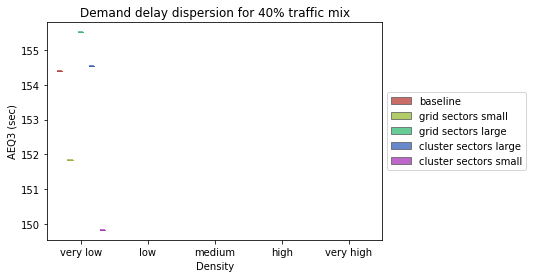 Demand delay dispersion for 40% traffic mix
AEQ3 (sec)
155
154
153
152
151
150
very low
low
medium
high
very high
Density
baseline
grid sectors small
grid sectors large
cluster sectors large
cluster sectors small